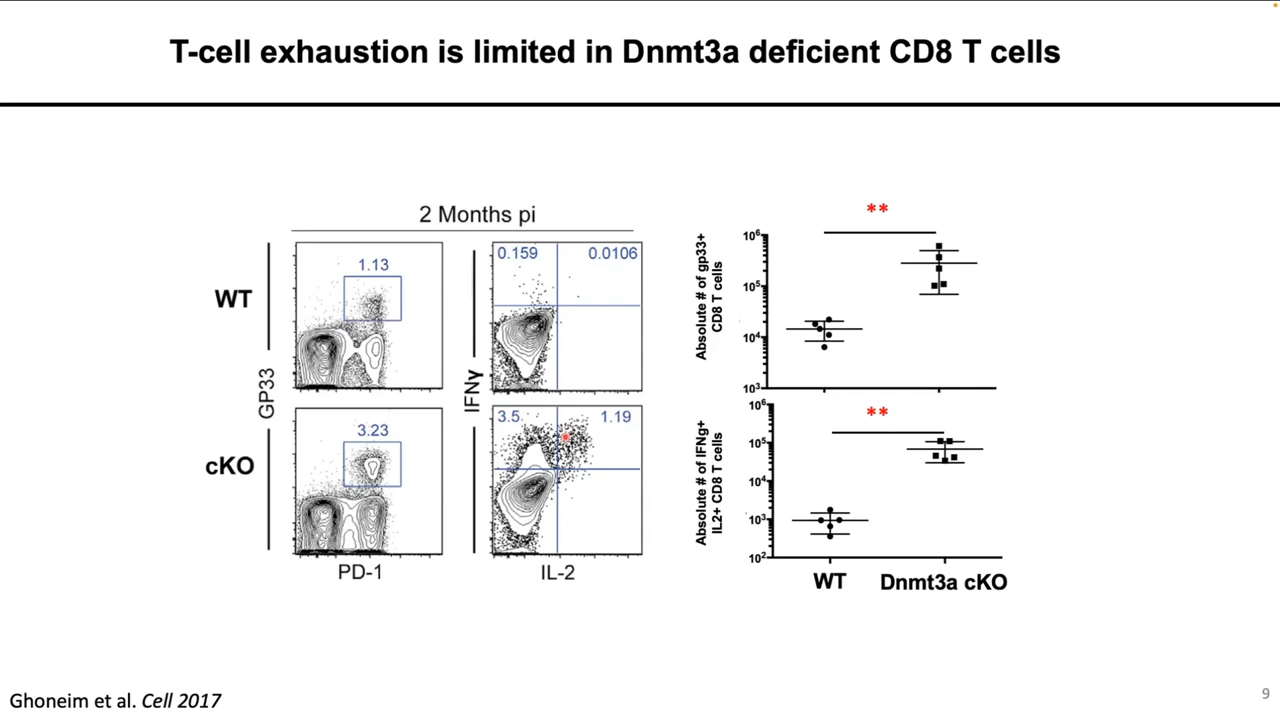 T-cell exhaustion is limited in Dnmt3a deficient CD8 T cells
2 Months pi
WT
1.13
0.159
0.0106
GP33
IFNγ
cKO
3.23
3.5
1.19
PD-1
IL-2
**
Absolute # of gp33+
CD8 T cells
10⁶
10⁵
10⁴
10³
**
Absolute # of IFNg+
IL2+ CD8 T cells
10⁶
10⁵
10⁴
10³
10²
WT
Dnmt3a cKO
Ghoneim et al. Cell 2017
9